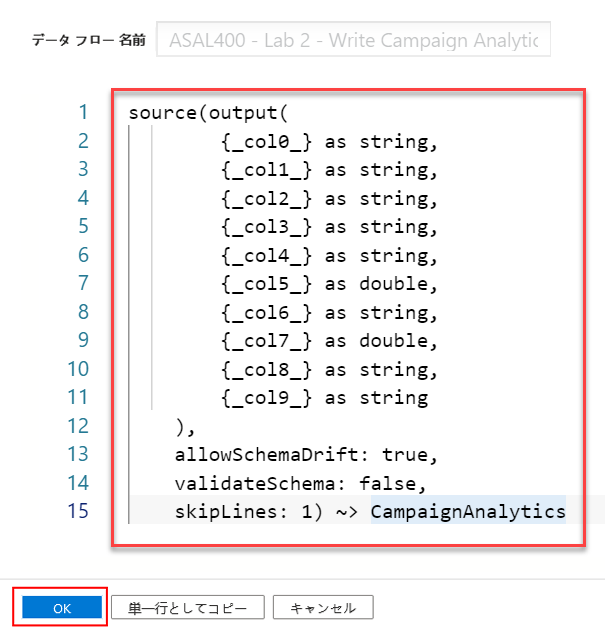 データ フロー 名前 ASAL400 - Lab 2 - Write Campaign Analytic
1 source(output(
2 {_col0_} as string,
3 {_col1_} as string,
4 {_col2_} as string,
5 {_col3_} as string,
6 {_col4_} as string,
7 {_col5_} as double,
8 {_col6_} as string,
9 {_col7_} as double,
10 {_col8_} as string,
11 {_col9_} as string
12 ),
13 allowSchemaDrift: true,
14 validateSchema: false,
15 skipLines: 1) ~> CampaignAnalytics
OK 単一行としてコピー キャンセル